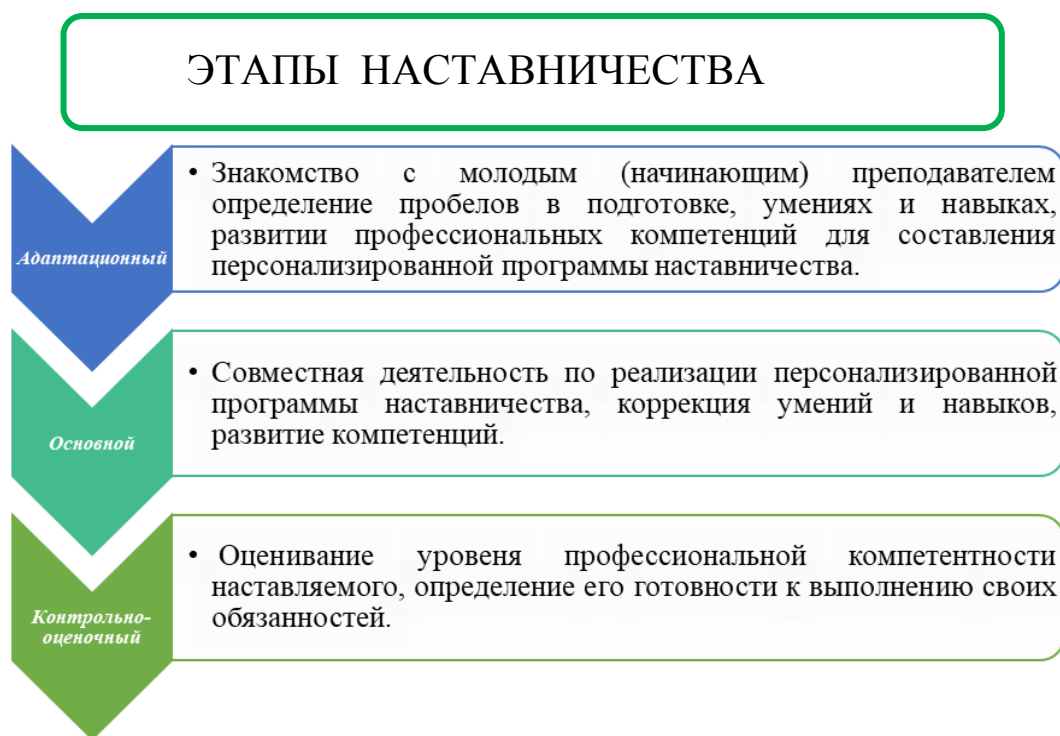 ЭТАПЫ НАСТАВНИЧЕСТВА
Адаптационный
• Знакомство с молодым (начинающим) преподавателем
определение пробелов в подготовке, умениях и навыках,
развитии профессиональных компетенций для составления
персонализированной программы наставничества.
Основной
• Совместная деятельность по реализации персонализированной
программы наставничества, коррекция умений и навыков,
развитие компетенций.
Контрольно-
оценочный
• Оценивание уровеня профессиональной компетентности
наставляемого, определение его готовности к выполнению своих
обязанностей.